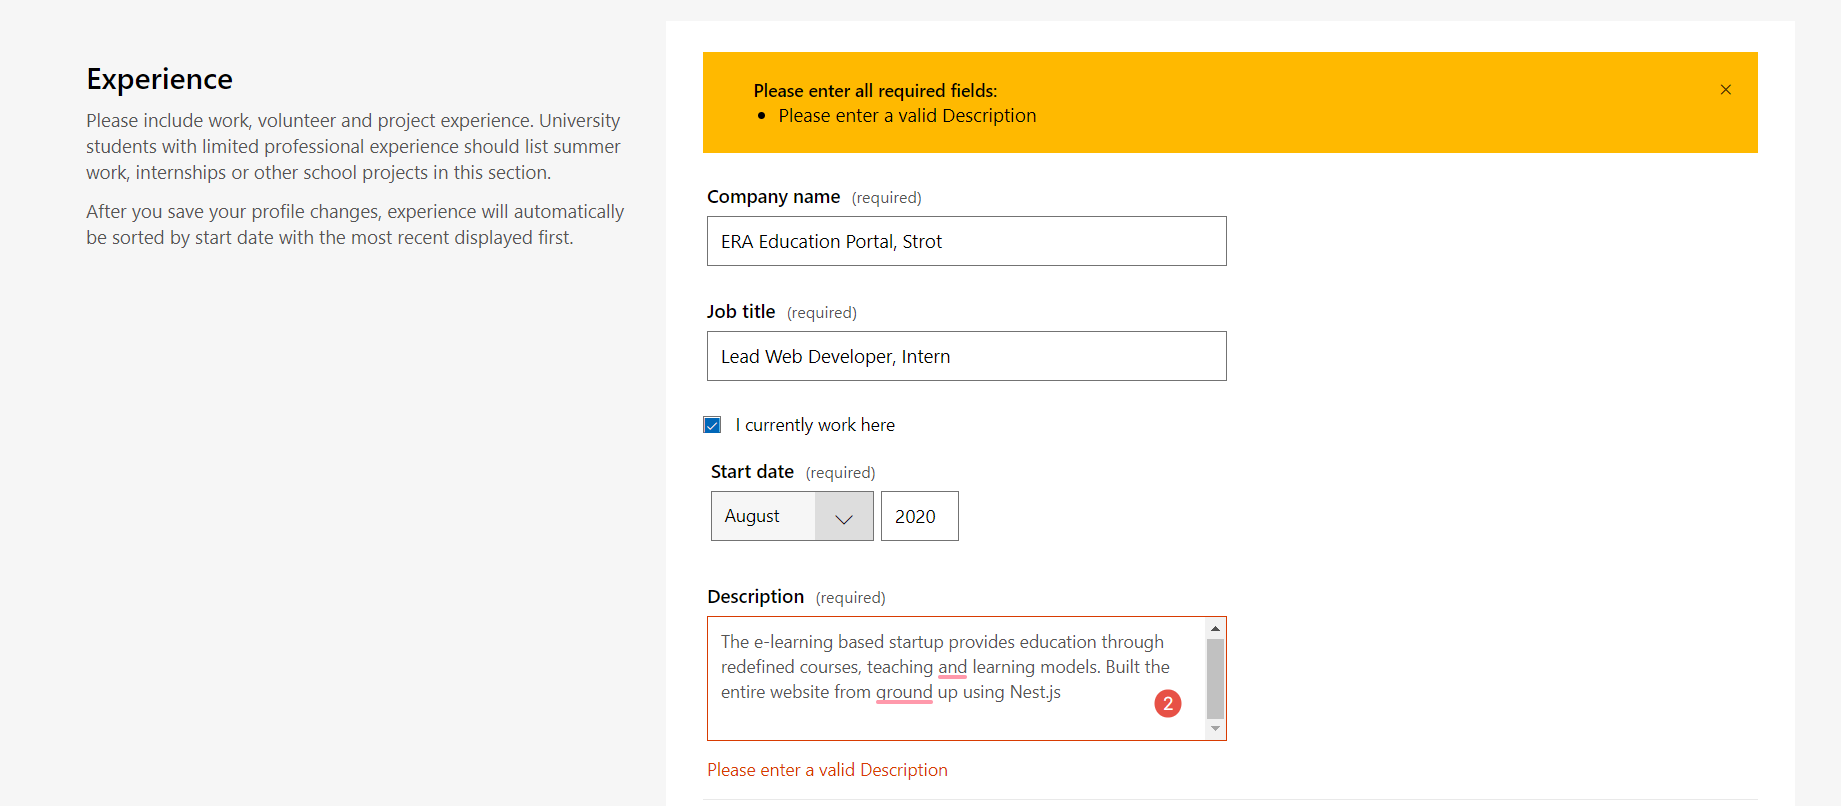 Experience
Please include work, volunteer and project experience. University
students with limited professional experience should list summer
work, internships or other school projects in this section.
After you save your profile changes, experience will automatically
be sorted by start date with the most recent displayed first.
Please enter all required fields:
• Please enter a valid Description
Company name (required)
ERA Education Portal, Strot
Job title (required)
Lead Web Developer, Intern
I currently work here
Start date (required)
August 2020
Description (required)
The e-learning based startup provides education through
redefined courses, teaching and learning models. Built the
entire website from ground up using Nest.js
2
Please enter a valid Description